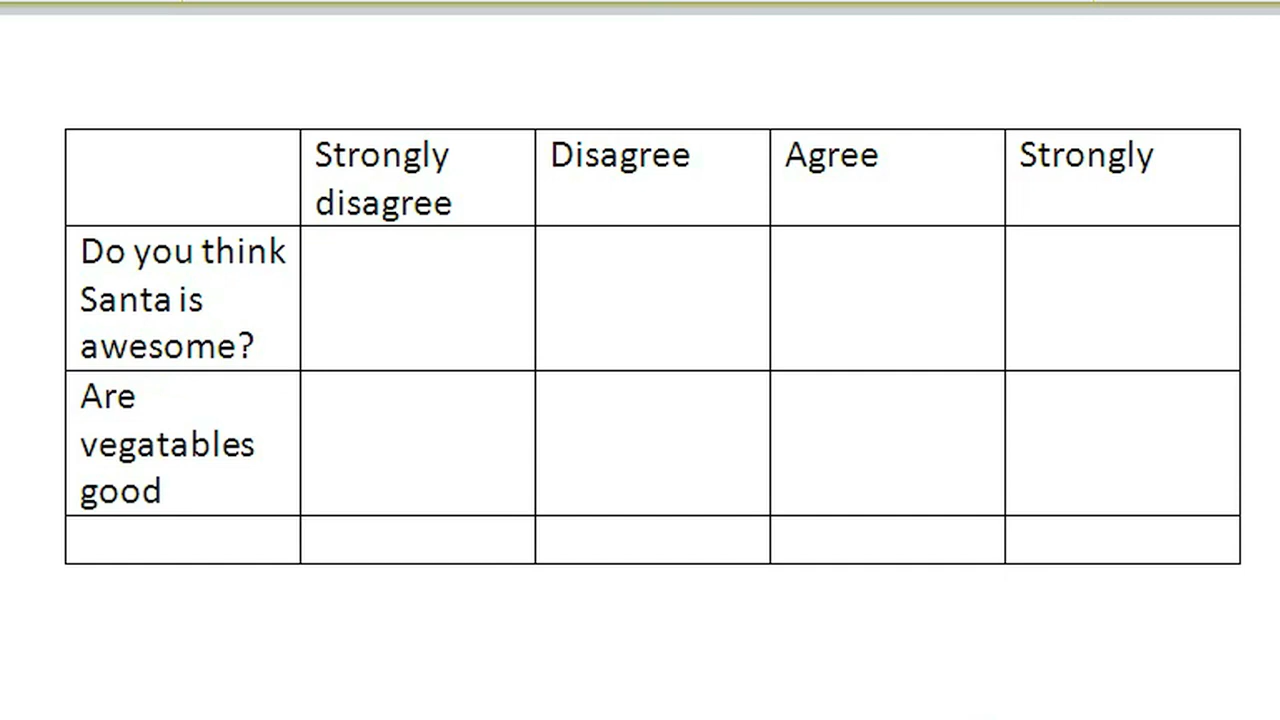 Strongly disagree Disagree Agree Strongly
Do you think
Santa is
awesome?
Are
vegatables
good